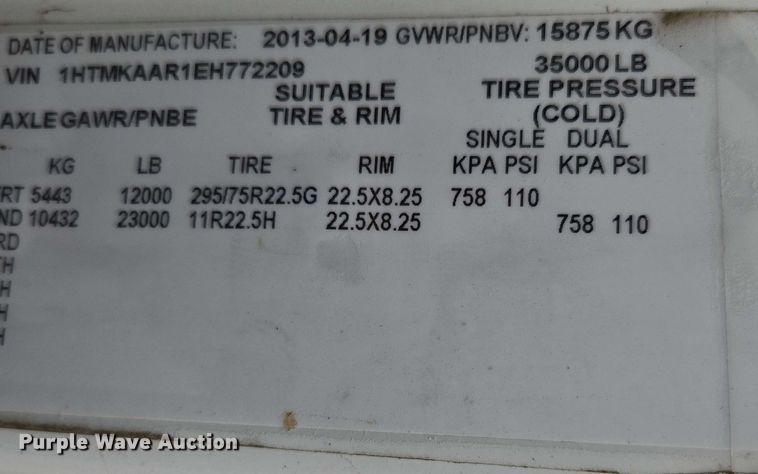 DATE OF MANUFACTURE: 2013-04-19 GVWR/PNBV: 15875 KG
VIN 1HTMKAAR1EH772209 35000 LB
SUITABLE TIRE PRESSURE
AXLE GAWR/PNBE TIRE & RIM (COLD)
SINGLE DUAL
KG LB TIRE RIM KPA PSI KPA PSI
RT 5443 12000 295/75R22.5G 22.5X8.25 758 110
ND 10432 23000 11R22.5H 22.5X8.25 758 110
RD
TH
H
H
H
Purple Wave Auction